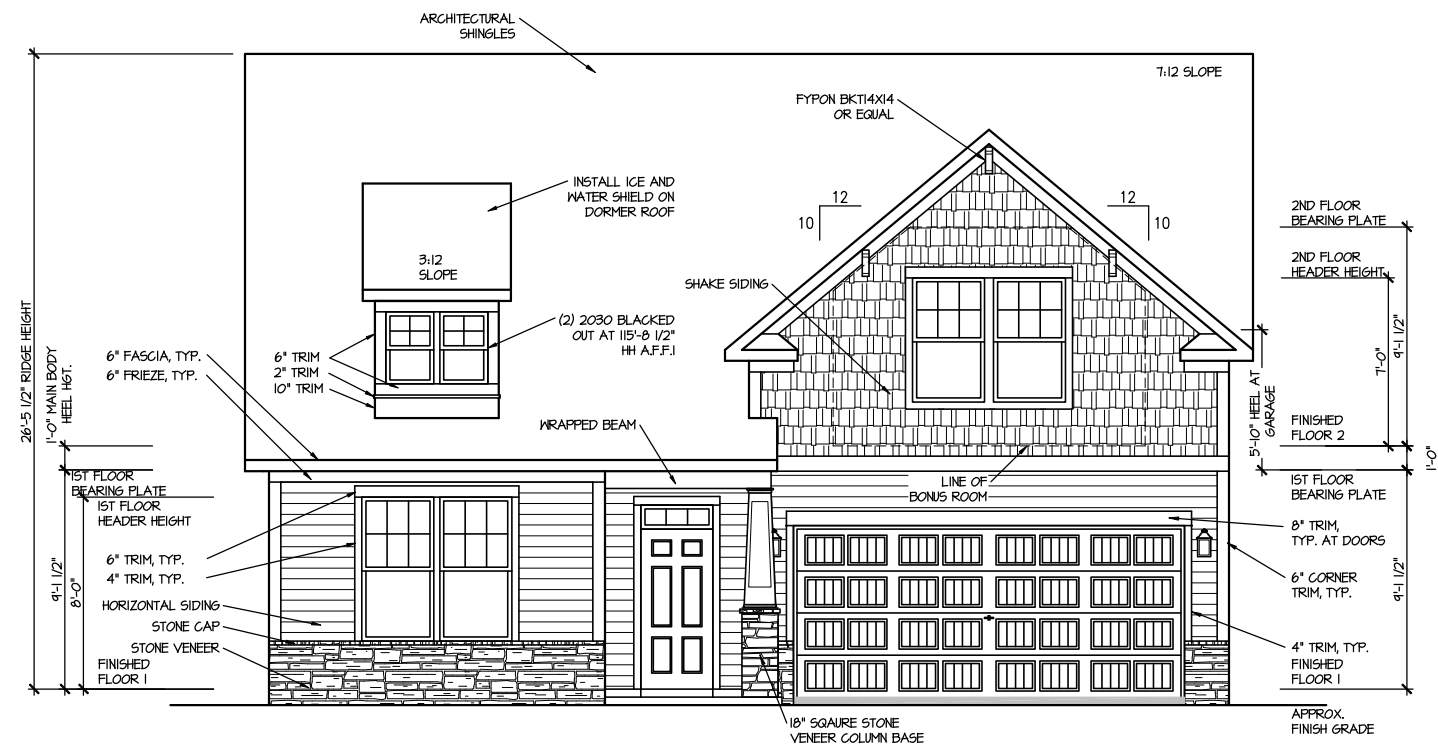 ARCHITECTURAL
SHINGLES
7:12 SLOPE
FYPON BKT14X14
OR EQUAL
INSTALL ICE AND
WATER SHIELD ON
DORMER ROOF
12
10
12
10
2ND FLOOR
BEARING PLATE
2ND FLOOR
HEADER HEIGHT
3:12
SLOPE
SHAKE SIDING
(2) 2030 BLACKED
OUT AT 115'-8 1/2"
HH A.F.F.1
26'-5 1/2" RIDGE HEIGHT
1'-0" MAIN BODY
HEEL HGT.
6" FASCIA, TYP.
6" FRIEZE, TYP.
6" TRIM
2" TRIM
10" TRIM
7'-0"
9'-1 1/2"
5'-10" HEEL AT
GARAGE
WRAPPED BEAM
FINISHED
FLOOR 2
1'-0"
1ST FLOOR
BEARING PLATE
1ST FLOOR
HEADER HEIGHT
LINE OF
BONUS ROOM
1ST FLOOR
BEARING PLATE
8" TRIM,
TYP. AT DOORS
6" TRIM, TYP.
4" TRIM, TYP.
9'-1 1/2"
8'-0"
6" CORNER
TRIM, TYP.
9'-1 1/2"
HORIZONTAL SIDING
STONE CAP
STONE VENEER
FINISHED
FLOOR 1
4" TRIM, TYP.
FINISHED
FLOOR 1
18" SQAURE STONE
VENEER COLUMN BASE
APPROX.
FINISH GRADE